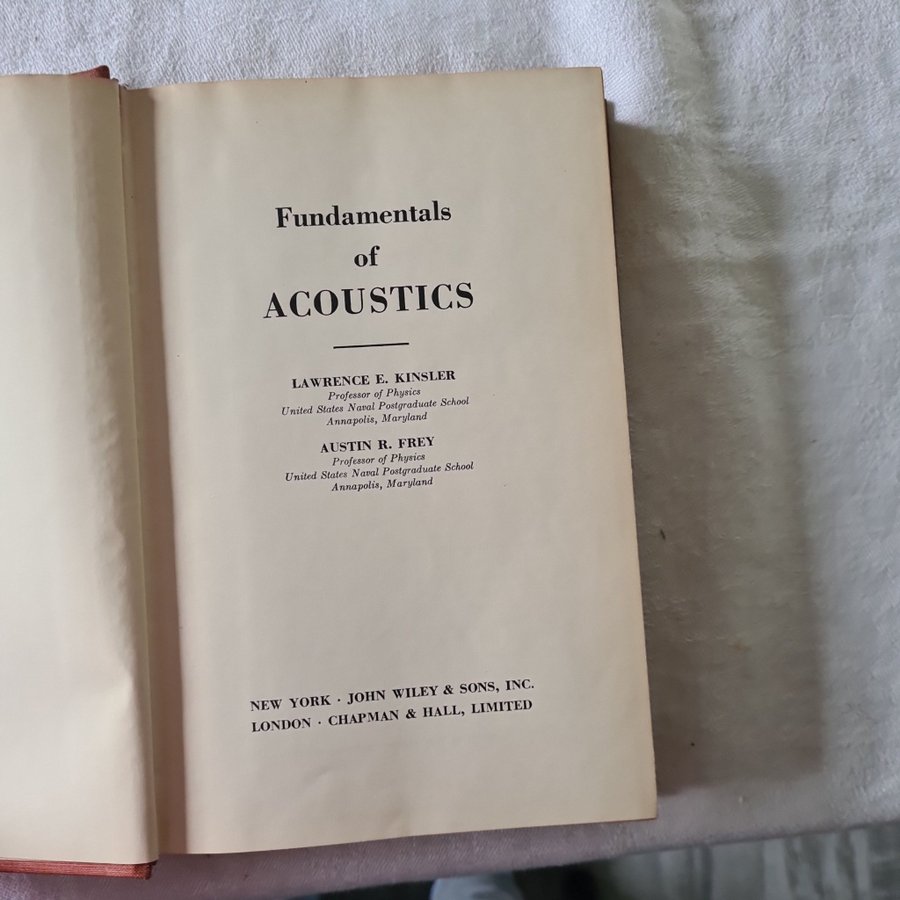 Fundamentals
of
ACOUSTICS
LAWRENCE E. KINSLER
Professor of Physics
United States Naval Postgraduate School
Annapolis, Maryland
AUSTIN R. FREY
Professor of Physics
United States Naval Postgraduate School
Annapolis, Maryland
NEW YORK · JOHN WILEY & SONS, INC.
LONDON · CHAPMAN & HALL, LIMITED